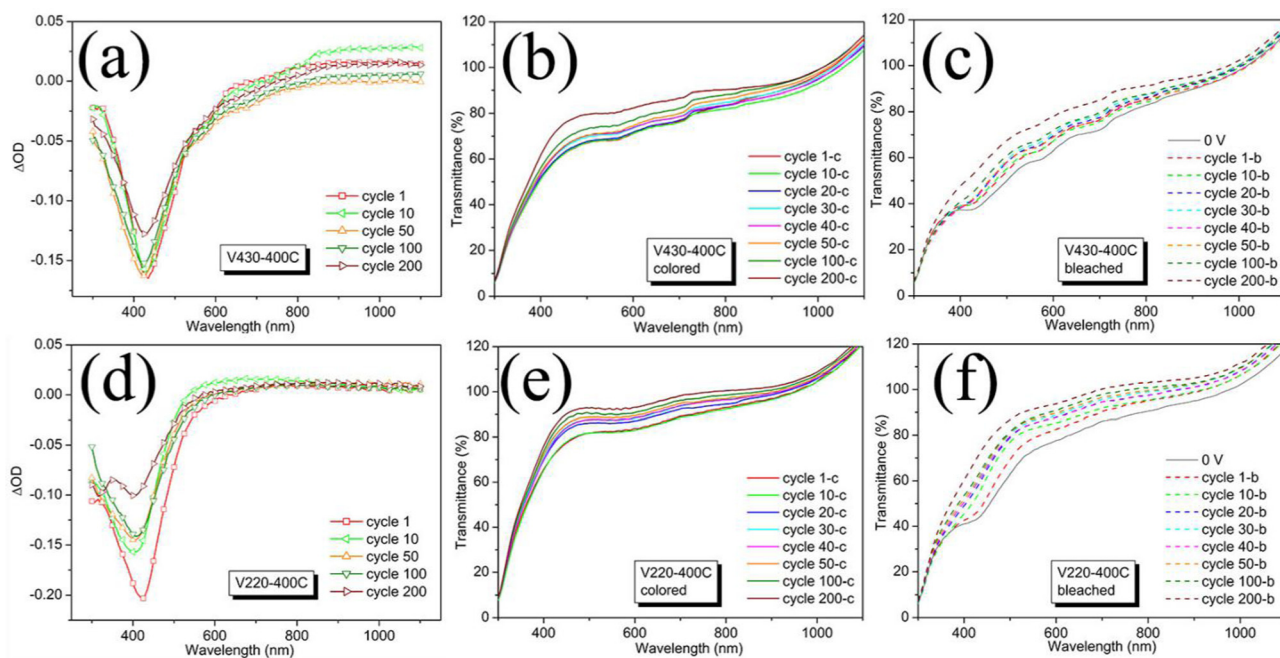 (a)
0.05
0.00
-0.05
-0.10
-0.15
ΔOD
400 600 800 1000
Wavelength (nm)
V430-400C
cycle 1
cycle 10
cycle 50
cycle 100
cycle 200
(b)
120
100
80
60
40
20
0
Transmittance (%)
400 600 800 1000
Wavelength (nm)
V430-400C
colored
cycle 1-c
cycle 10-c
cycle 20-c
cycle 30-c
cycle 40-c
cycle 50-c
cycle 100-c
cycle 200-c
(c)
120
100
80
60
40
20
0
Transmittance (%)
400 600 800 1000
Wavelength (nm)
V430-400C
bleached
0 V
cycle 1-b
cycle 10-b
cycle 20-b
cycle 30-b
cycle 40-b
cycle 50-b
cycle 100-b
cycle 200-b
(d)
0.05
0.00
-0.05
-0.10
-0.15
-0.20
ΔOD
400 600 800 1000
Wavelength (nm)
V220-400C
cycle 1
cycle 10
cycle 50
cycle 100
cycle 200
(e)
120
100
80
60
40
20
0
Transmittance (%)
400 600 800 1000
Wavelength (nm)
V220-400C
colored
cycle 1-c
cycle 10-c
cycle 20-c
cycle 30-c
cycle 40-c
cycle 50-c
cycle 100-c
cycle 200-c
(f)
120
100
80
60
40
20
0
Transmittance (%)
400 600 800 1000
Wavelength (nm)
V220-400C
bleached
0 V
cycle 1-b
cycle 10-b
cycle 20-b
cycle 30-b
cycle 40-b
cycle 50-b
cycle 100-b
cycle 200-b